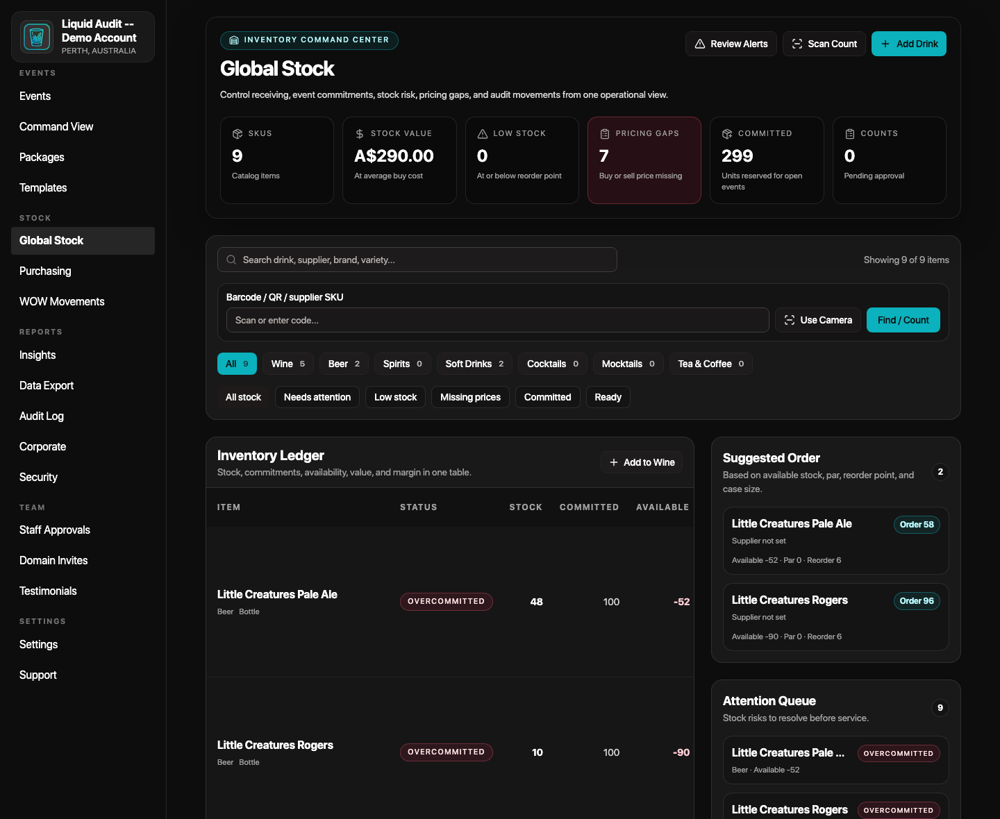 Liquid Audit --
Demo Account
PERTH, AUSTRALIA
EVENTS
Events
Command View
Packages
Templates
STOCK
Global Stock
Purchasing
WOW Movements
REPORTS
Insights
Data Export
Audit Log
Corporate
Security
TEAM
Staff Approvals
Domain Invites
Testimonials
SETTINGS
Settings
Support
INVENTORY COMMAND CENTER
Review Alerts
Scan Count
Add Drink
Global Stock
Control receiving, event commitments, stock risk, pricing gaps, and audit movements from one operational view.
SKUS
9
Catalog items
STOCK VALUE
A$290.00
At average buy cost
LOW STOCK
0
At or below reorder point
PRICING GAPS
7
Buy or sell price missing
COMMITTED
299
Units reserved for open
events
COUNTS
0
Pending approval
Search drink, supplier, brand, variety...
Showing 9 of 9 items
Barcode / QR / supplier SKU
Scan or enter code...
Use Camera
Find / Count
All 9
Wine 5
Beer 2
Spirits 0
Soft Drinks 2
Cocktails 0
Mocktails 0
Tea & Coffee 0
All stock
Needs attention
Low stock
Missing prices
Committed
Ready
Inventory Ledger
Stock, commitments, availability, value, and margin in one table.
Add to Wine
ITEM STATUS STOCK COMMITTED AVAILABLE
Little Creatures Pale Ale
Beer Bottle
OVERCOMMITTED 48 100 -52
Little Creatures Rogers
Beer Bottle
OVERCOMMITTED 10 100 -90
Suggested Order
Based on available stock, par, reorder point, and
case size.
2
Little Creatures Pale Ale
Order 58
Supplier not set
Available -52 · Par 0 · Reorder 6
Little Creatures Rogers
Order 96
Supplier not set
Available -90 · Par 0 · Reorder 6
Attention Queue
Stock risks to resolve before service.
9
Little Creatures Pale ...
OVERCOMMITTED
Beer · Available -52
Little Creatures Rogers
OVERCOMMITTED